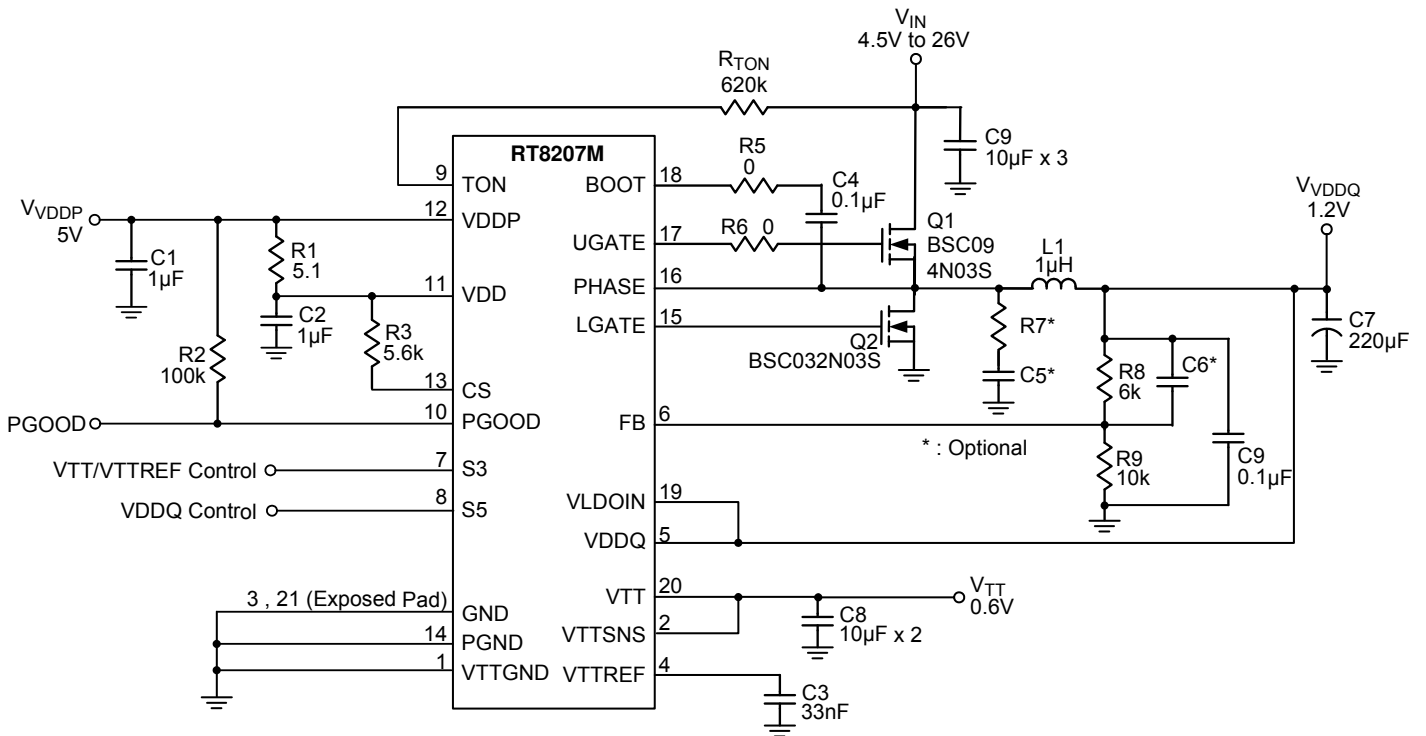 V_IN
4.5V to 26V
R_TON
620k
RT8207M
C9
10µF x 3
R5
0
9
TON
BOOT
18
C4
0.1µF
V_VDDP
5V
12
VDDP
V_VDDQ
1.2V
R6 0
UGATE
17
Q1
BSC09
4N03S
R1
5.1
C1
1µF
L1
1µH
11
VDD
PHASE
16
C2
1µF
LGATE
15
R7*
C7
220µF
R3
5.6k
Q2
BSC032N03S
R2
100k
C5*
R8
6k
C6*
13
CS
PGOOD
10
PGOOD
FB
6
* : Optional
R9
10k
C9
0.1µF
VTT/VTTREF Control
7
S3
VDDQ Control
8
S5
VLDOIN
19
VDDQ
5
3 , 21 (Exposed Pad)
GND
VTT
20
V_TT
0.6V
C8
10µF x 2
14
PGND
VTTSNS
2
1
VTTGND
VTTREF
4
C3
33nF